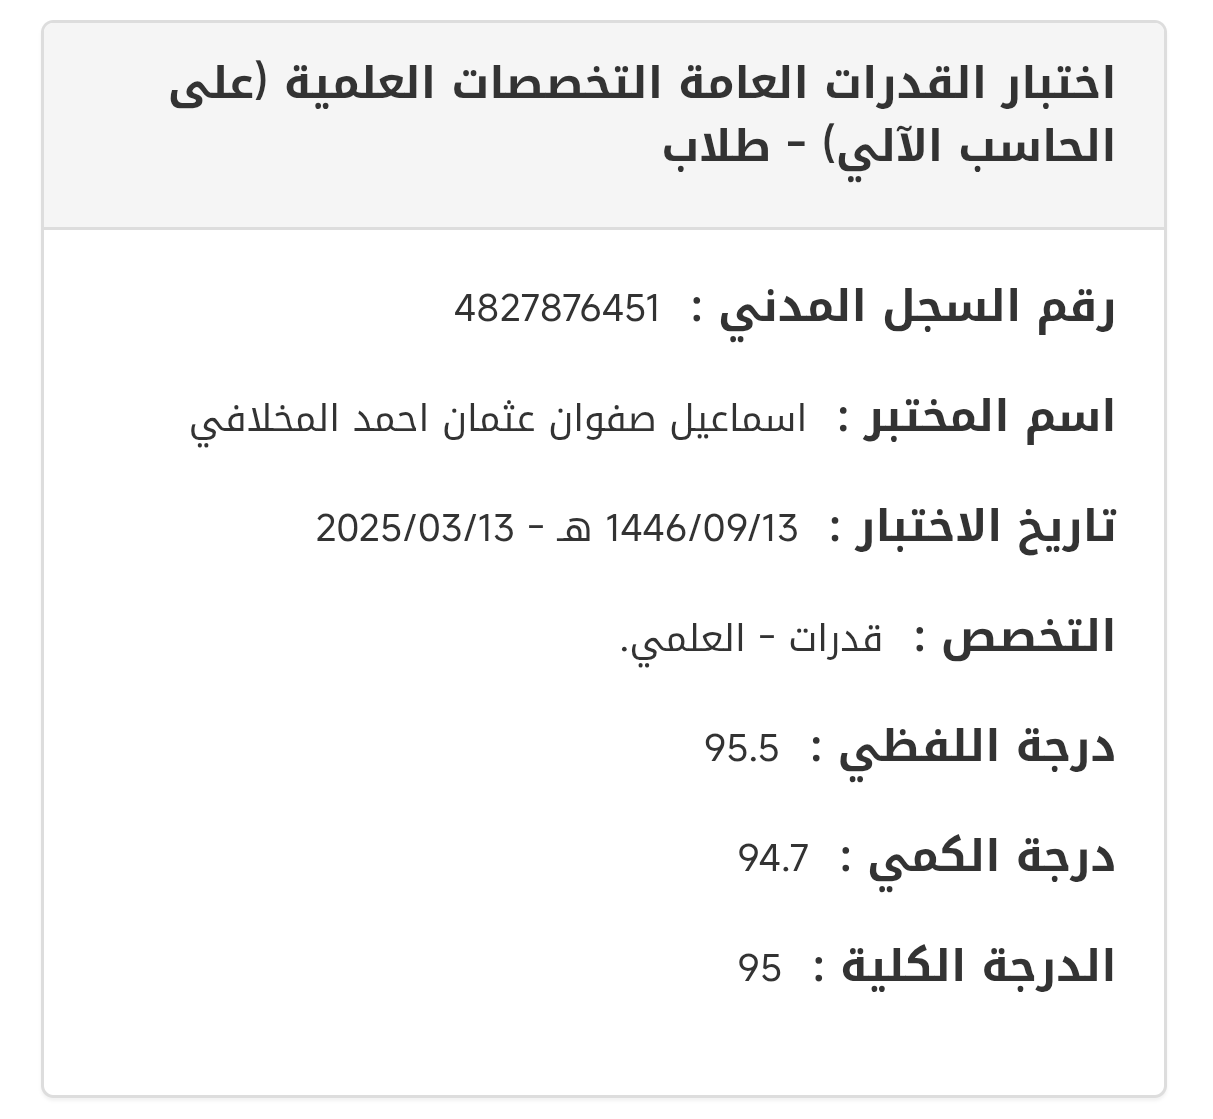 اختبار القدرات العامة التخصصات العلمية (على
الحاسب الآلي) - طلاب
رقم السجل المدني : 4827876451
اسم المختبر : اسماعيل صفوان عثمان احمد المخلافي
تاريخ الاختبار : 1446/09/13 هـ - 2025/03/13
التخصص : قدرات - العلمي.
درجة اللفظي : 95.5
درجة الكمي : 94.7
الدرجة الكلية : 95